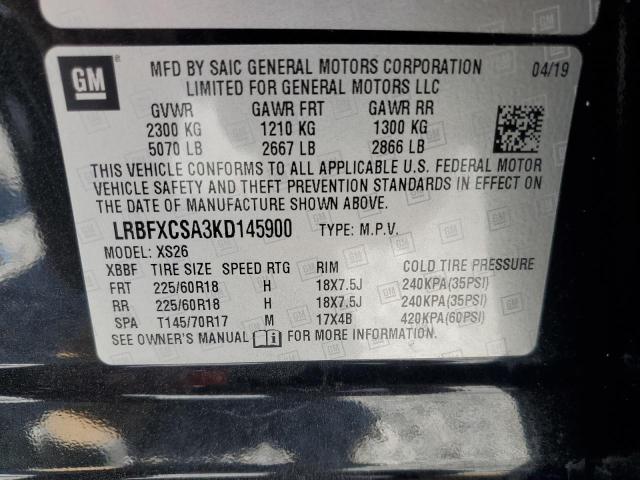 GM ®
MFD BY SAIC GENERAL MOTORS CORPORATION 04/19
LIMITED FOR GENERAL MOTORS LLC
GVWR GAWR FRT GAWR RR
2300 KG 1210 KG 1300 KG
5070 LB 2667 LB 2866 LB
THIS VEHICLE CONFORMS TO ALL APPLICABLE U.S. FEDERAL MOTOR
VEHICLE SAFETY AND THEFT PREVENTION STANDARDS IN EFFECT ON
THE DATE OF MANUFACTURE SHOWN ABOVE.
LRBFXCSA3KD145900 TYPE: M.P.V.
MODEL: XS26
XBBF TIRE SIZE SPEED RTG RIM COLD TIRE PRESSURE
FRT 225/60R18 H 18X7.5J 240KPA(35PSI)
RR 225/60R18 H 18X7.5J 240KPA(35PSI)
SPA T145/70R17 M 17X4B 420KPA(60PSI)
SEE OWNER'S MANUAL FOR MORE INFORMATION.